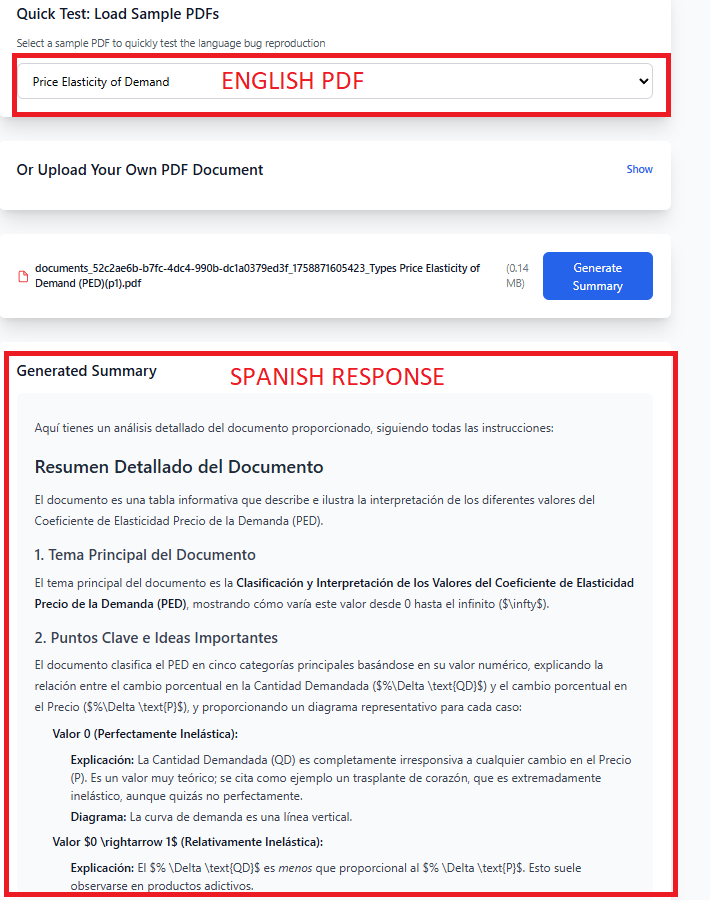 Quick Test: Load Sample PDFs
Select a sample PDF to quickly test the language bug reproduction
Price Elasticity of Demand
ENGLISH PDF
Or Upload Your Own PDF Document
Show
documents_52c2ae6b-b7fc-4dc4-990b-dc1a0379ed3f_1758871605423_Types Price Elasticity of
Demand (PED)(p1).pdf
(0.14
MB)
Generate
Summary
Generated Summary
SPANISH RESPONSE
Aquí tienes un análisis detallado del documento proporcionado, siguiendo todas las instrucciones:
Resumen Detallado del Documento
El documento es una tabla informativa que describe e ilustra la interpretación de los diferentes valores del
Coeficiente de Elasticidad Precio de la Demanda (PED).
1. Tema Principal del Documento
El tema principal del documento es la Clasificación y Interpretación de los Valores del Coeficiente de Elasticidad
Precio de la Demanda (PED), mostrando cómo varía este valor desde 0 hasta el infinito ($\infty$).
2. Puntos Clave e Ideas Importantes
El documento clasifica el PED en cinco categorías principales basándose en su valor numérico, explicando la
relación entre el cambio porcentual en la Cantidad Demandada ($%\Delta \text{QD}$) y el cambio porcentual en
el Precio ($%\Delta \text{P}$), y proporcionando un diagrama representativo para cada caso:
Valor 0 (Perfectamente Inelástica):
Explicación: La Cantidad Demandada (QD) es completamente irresponsiva a cualquier cambio en el Precio
(P). Es un valor muy teórico; se cita como ejemplo un trasplante de corazón, que es extremadamente
inelástico, aunque quizás no perfectamente.
Diagrama: La curva de demanda es una línea vertical.
Valor $0 \rightarrow 1$ (Relativamente Inelástica):
Explicación: El $% \Delta \text{QD}$ es menos que proporcional al $% \Delta \text{P}$. Esto suele
observarse en productos adictivos.